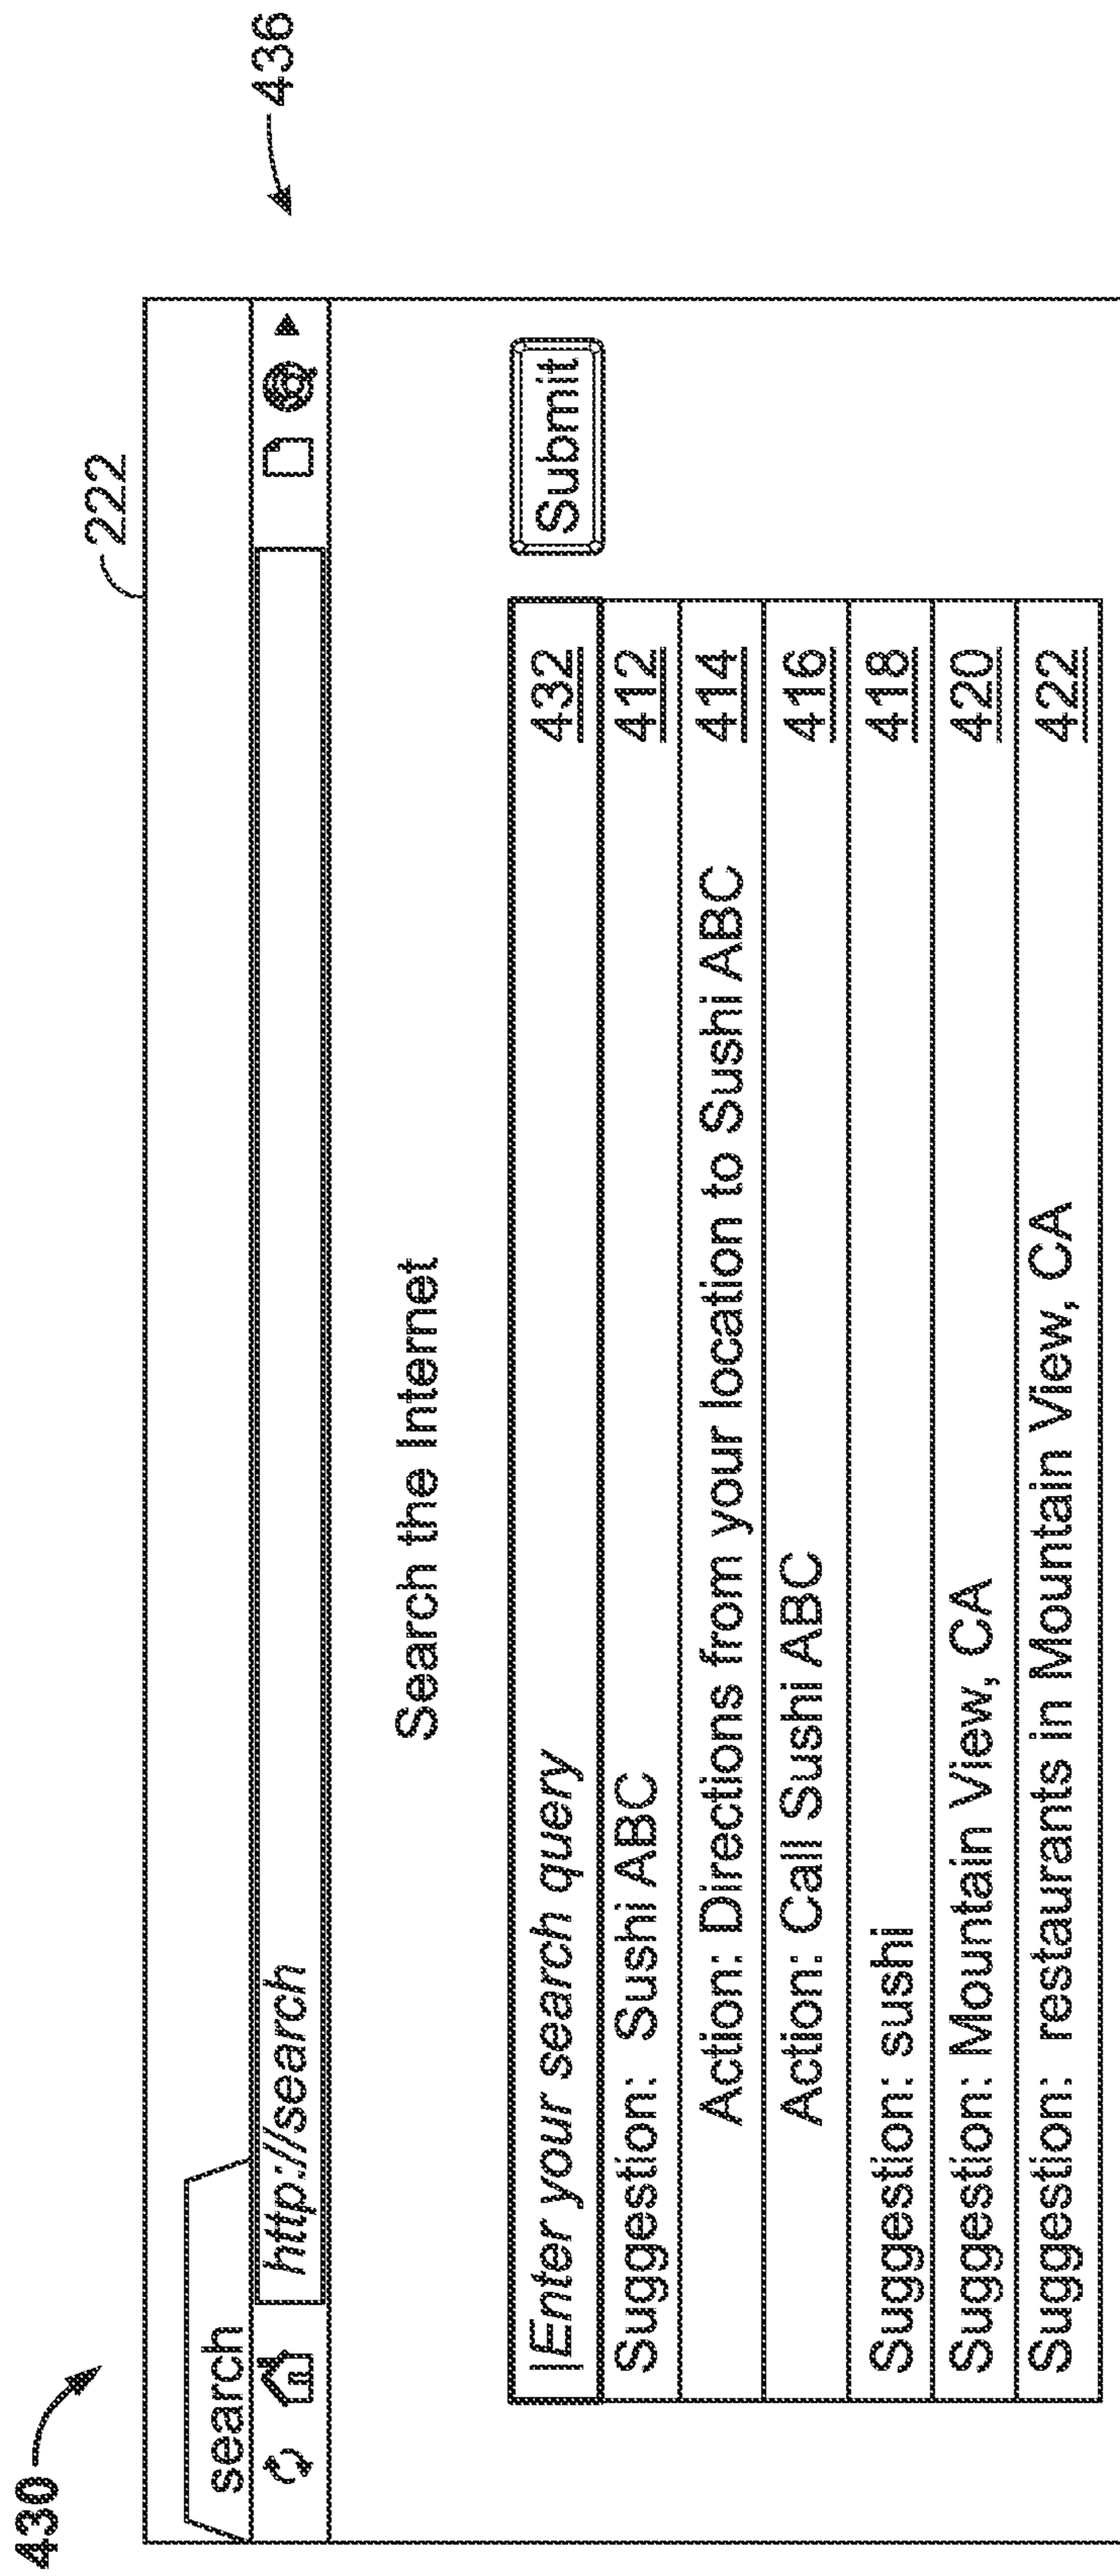 430
222
436
search
http://search
Search the Internet
Enter your search query 432
Submit
Suggestion: Sushi ABC 412
Action: Directions from your location to Sushi ABC 414
Action: Call Sushi ABC 416
Suggestion: sushi 418
Suggestion: Mountain View, CA 420
Suggestion: restaurants in Mountain View, CA 422